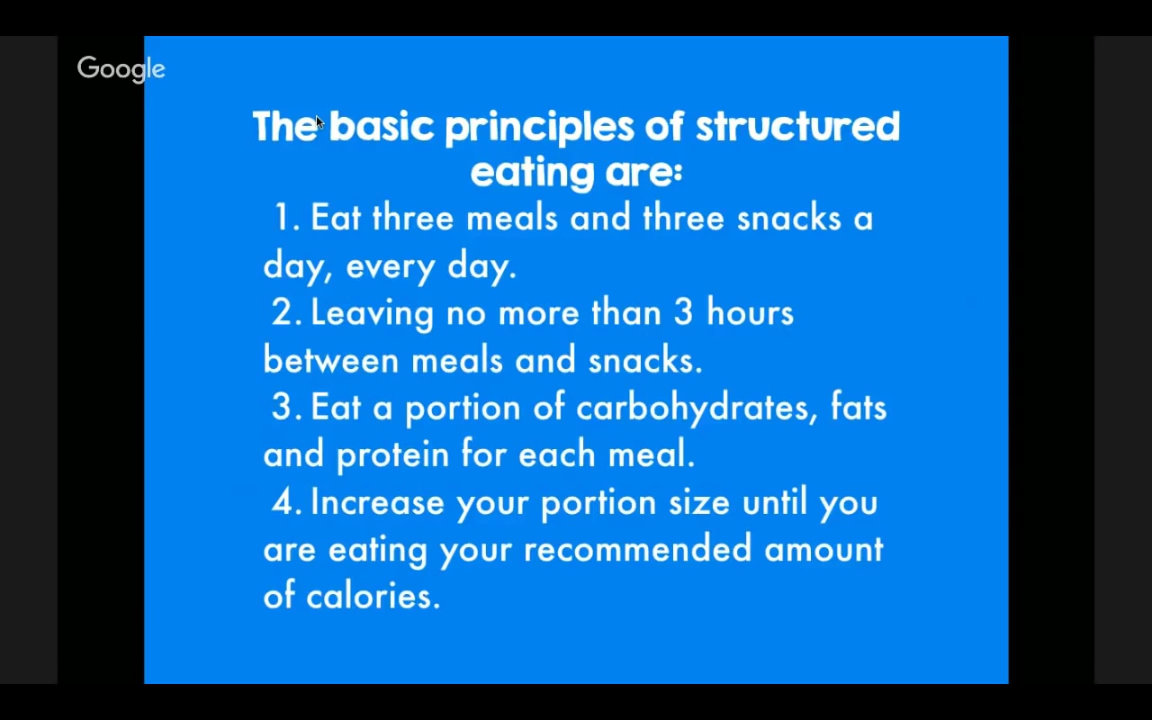 Google
The basic principles of structured
eating are:
1. Eat three meals and three snacks a
day, every day.
2. Leaving no more than 3 hours
between meals and snacks.
3. Eat a portion of carbohydrates, fats
and protein for each meal.
4. Increase your portion size until you
are eating your recommended amount
of calories.